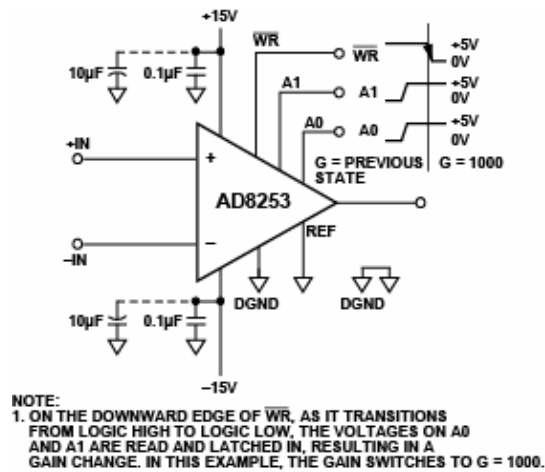 +15V
WR
10µF
0.1µF
WR
+5V
0V
A1
A1
+5V
0V
A0
A0
+5V
0V
+IN
+
G = PREVIOUS
STATE
G = 1000
AD8253
REF
–IN
–
DGND
DGND
10µF
0.1µF
–15V
NOTE:
1. ON THE DOWNWARD EDGE OF WR, AS IT TRANSITIONS
FROM LOGIC HIGH TO LOGIC LOW, THE VOLTAGES ON A0
AND A1 ARE READ AND LATCHED IN, RESULTING IN A
GAIN CHANGE. IN THIS EXAMPLE, THE GAIN SWITCHES TO G = 1000.